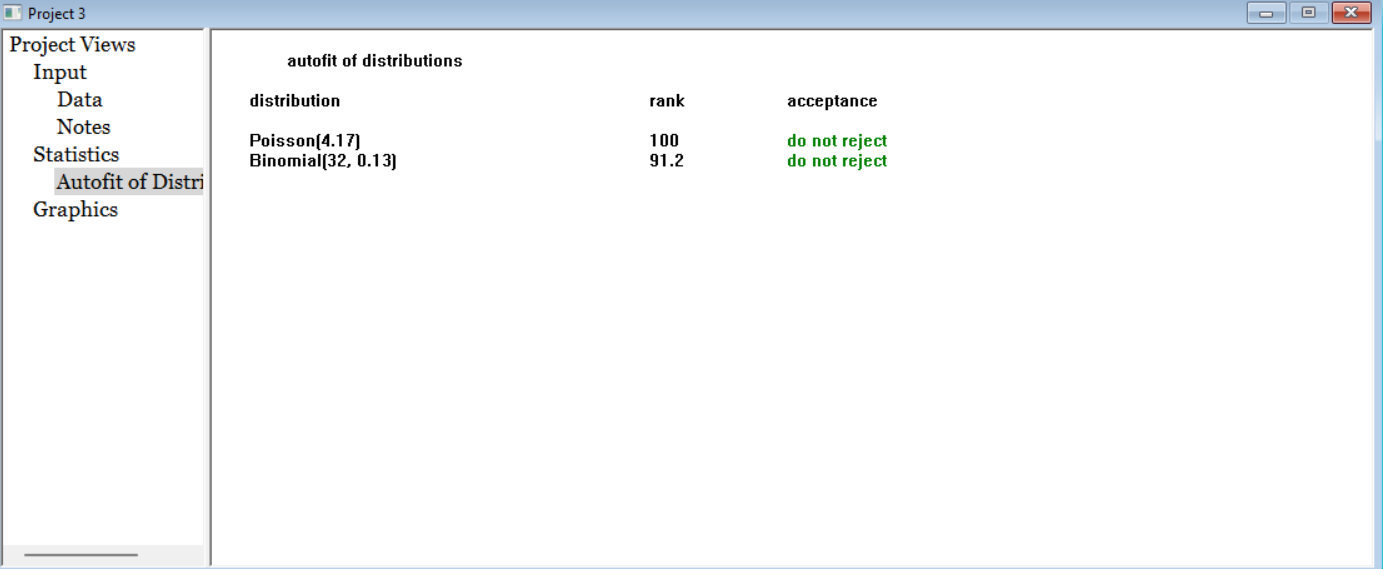 Project 3
Project Views
Input
Data
Notes
Statistics
Autofit of Distri
Graphics
autofit of distributions
distribution rank acceptance
Poisson(4.17) 100 do not reject
Binomial(32, 0.13) 91.2 do not reject